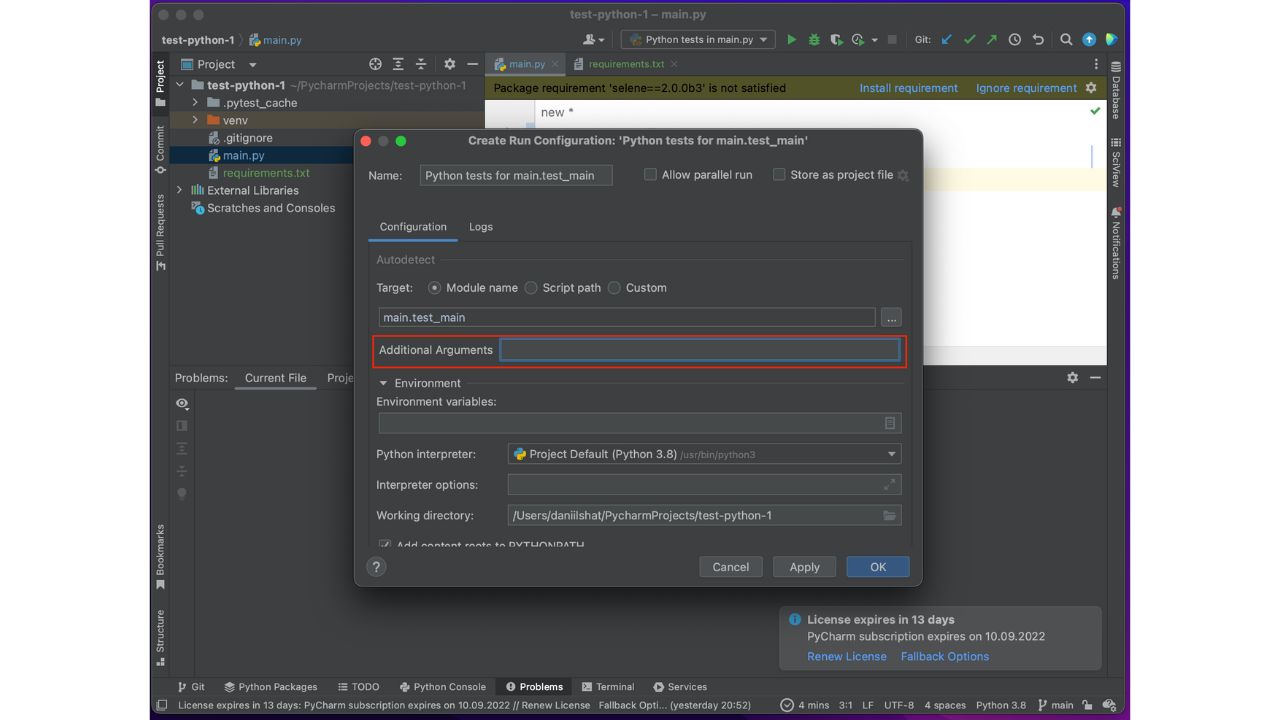 test-python-1 – main.py
test-python-1 main.py Python tests in main.py Git:
Project main.py requirements.txt
test-python-1 ~/PycharmProjects/test-python-1
Package requirement 'selene==2.0.0b3' is not satisfied Install requirement Ignore requirement
.pytest_cache
new *
venv
.gitignore
main.py
requirements.txt
External Libraries
Scratches and Consoles
Project
Commit
Pull Requests
Bookmarks
Structure
Database
SciView
Notifications
Create Run Configuration: 'Python tests for main.test_main'
Name: Python tests for main.test_main Allow parallel run Store as project file
Configuration Logs
Autodetect
Target: Module name Script path Custom
main.test_main ...
Additional Arguments
Environment
Environment variables:
Python interpreter: Project Default (Python 3.8) /usr/bin/python3
Interpreter options:
Working directory: /Users/daniilshat/PycharmProjects/test-python-1
Add content roots to PYTHONPATH
? Cancel Apply OK
Problems: Current File Proje
License expires in 13 days
PyCharm subscription expires on 10.09.2022
Renew License Fallback Options
Git Python Packages TODO Python Console Problems Terminal Services
License expires in 13 days: PyCharm subscription expires on 10.09.2022 // Renew License Fallback Opti... (yesterday 20:52) 4 mins 3:1 LF UTF-8 4 spaces Python 3.8 main